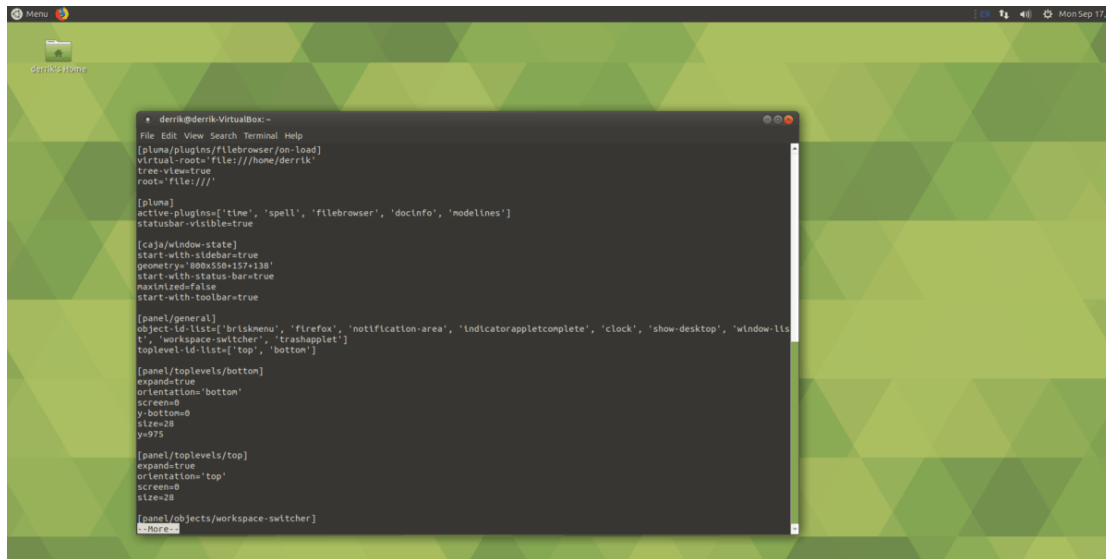 Menu
EN
Mon Sep 17,
derrik's Home
derrik@derrik-VirtualBox: ~
File Edit View Search Terminal Help
[pluma/plugins/filebrowser/on-load]
virtual-root='file:///home/derrik'
tree-view=true
root='file:///'
[pluma]
active-plugins=['time', 'spell', 'filebrowser', 'docinfo', 'modelines']
statusbar-visible=true
[caja/window-state]
start-with-sidebar=true
geometry='800x550+157+138'
start-with-status-bar=true
maximized=false
start-with-toolbar=true
[panel/general]
object-id-list=['briskmenu', 'firefox', 'notification-area', 'indicatorappletcomplete', 'clock', 'show-desktop', 'window-lis
t', 'workspace-switcher', 'trashapplet']
toplevel-id-list=['top', 'bottom']
[panel/toplevels/bottom]
expand=true
orientation='bottom'
screen=0
y-bottom=0
size=28
y=975
[panel/toplevels/top]
expand=true
orientation='top'
screen=0
size=28
[panel/objects/workspace-switcher]
--More--